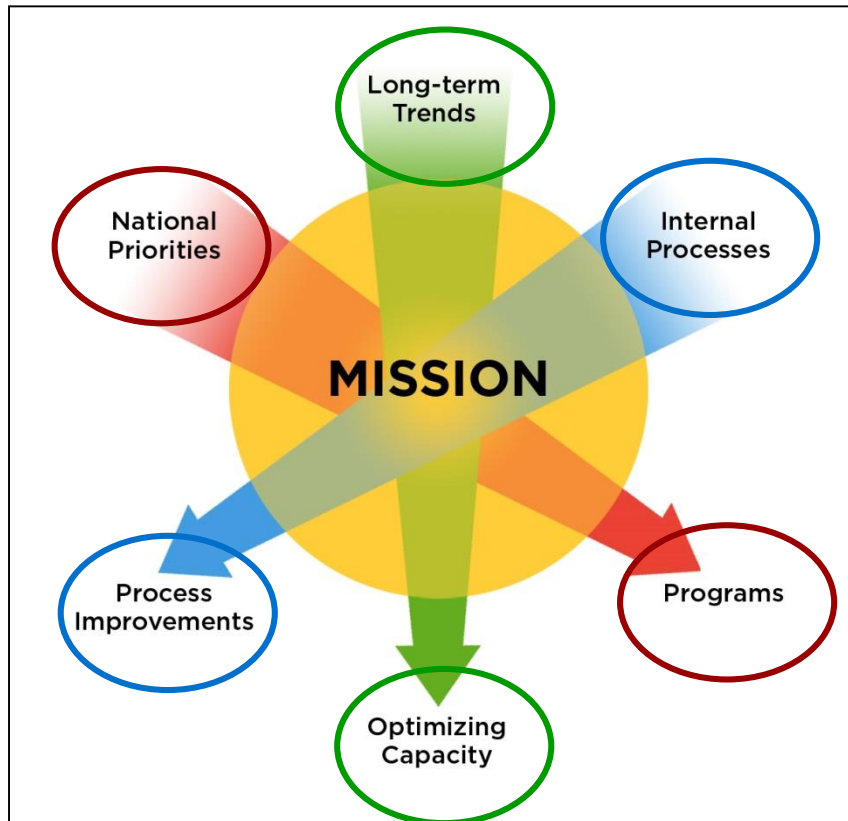 Long-term
Trends
National
Priorities
Internal
Processes
MISSION
Process
Improvements
Programs
Optimizing
Capacity